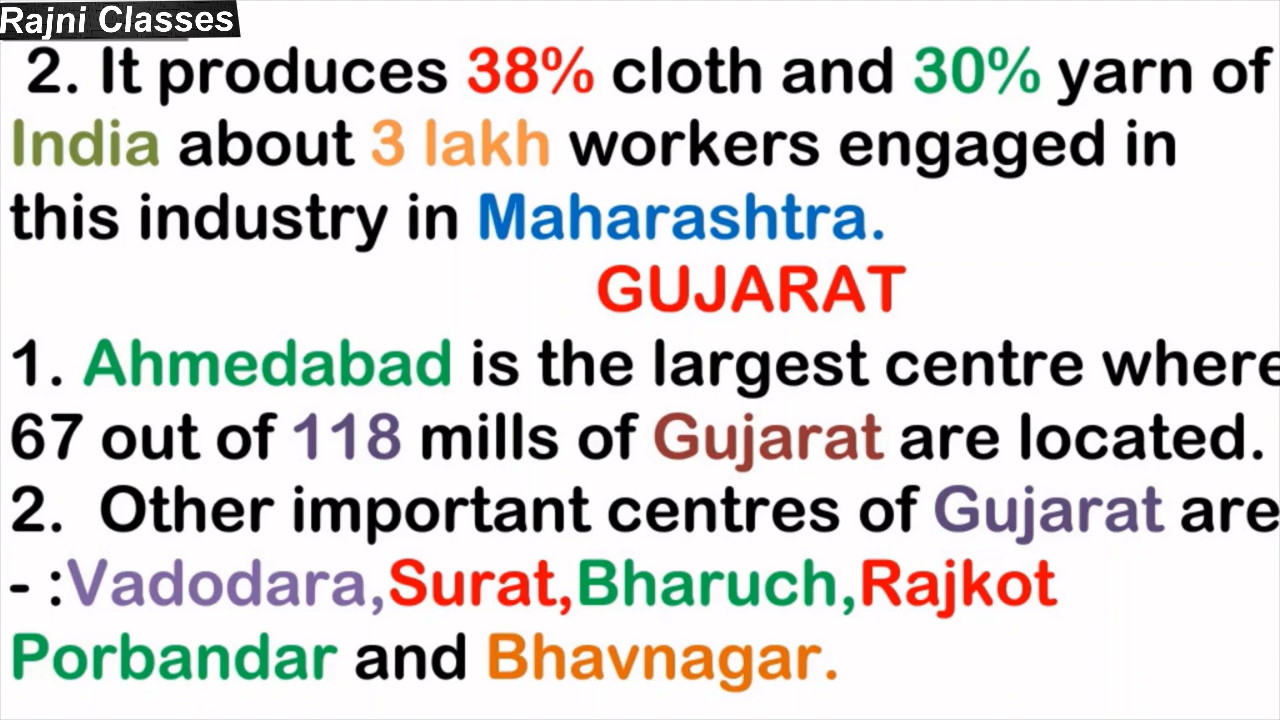 Rajni Classes
2. It produces 38% cloth and 30% yarn of
India about 3 lakh workers engaged in
this industry in Maharashtra.
GUJARAT
1. Ahmedabad is the largest centre where
67 out of 118 mills of Gujarat are located.
2. Other important centres of Gujarat are
- :Vadodara,Surat,Bharuch,Rajkot
Porbandar and Bhavnagar.